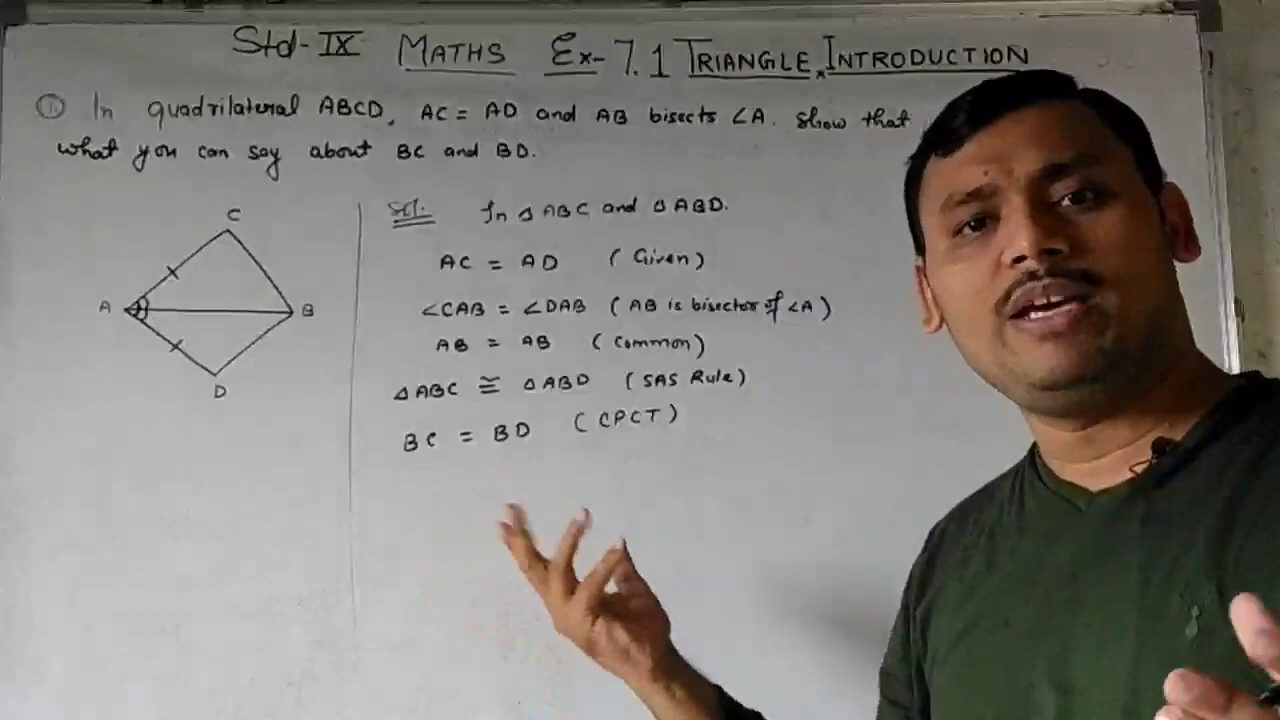 Std-IX MATHS Ex-7.1 TRIANGLE INTRODUCTION
① In quadrilateral ABCD, AC = AD and AB bisects ∠A. Show that
what you can say about BC and BD.
C
A
B
D
Sol. In △ABC and △ABD.
AC = AD (Given)
∠CAB = ∠DAB (AB is bisector of ∠A)
AB = AB (Common)
△ABC ≅ △ABD (SAS Rule)
BC = BD (CPCT)